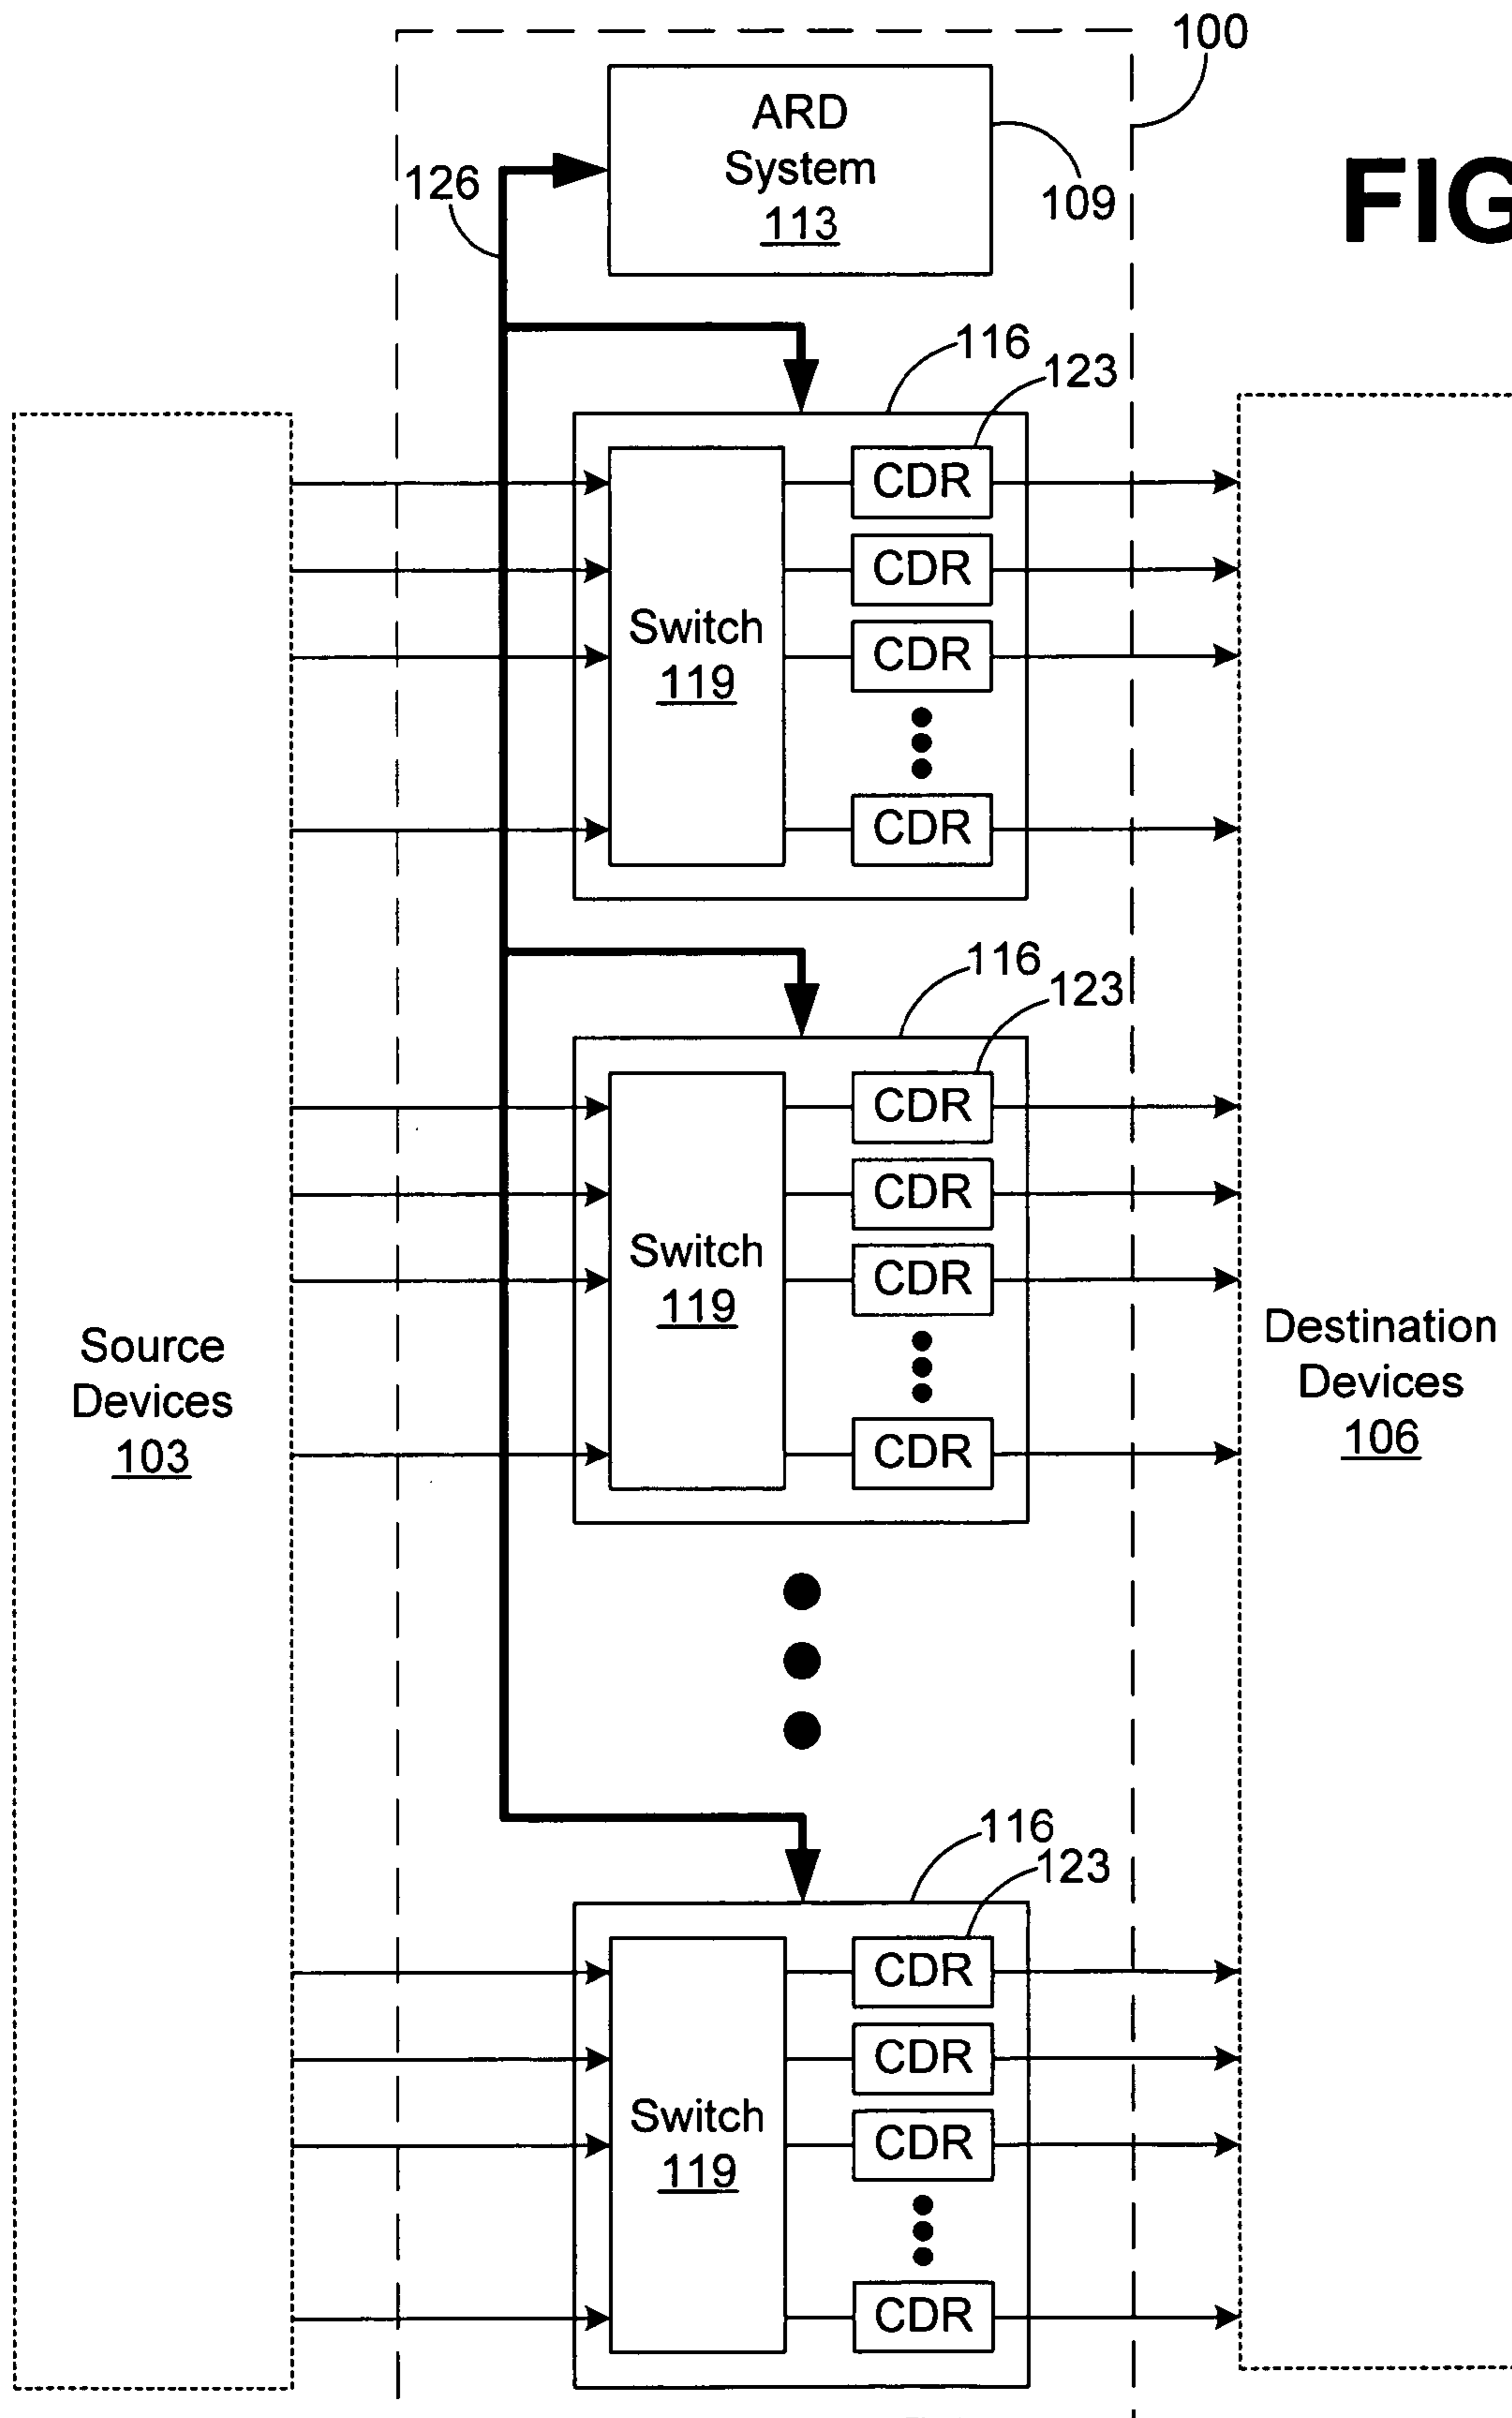 100
ARD
System
113
109
126
FIG
116
123
CDR
CDR
Switch
119
CDR
CDR
116
123
CDR
CDR
Switch
119
CDR
CDR
Source
Devices
103
Destination
Devices
106
116
123
CDR
CDR
Switch
119
CDR
CDR